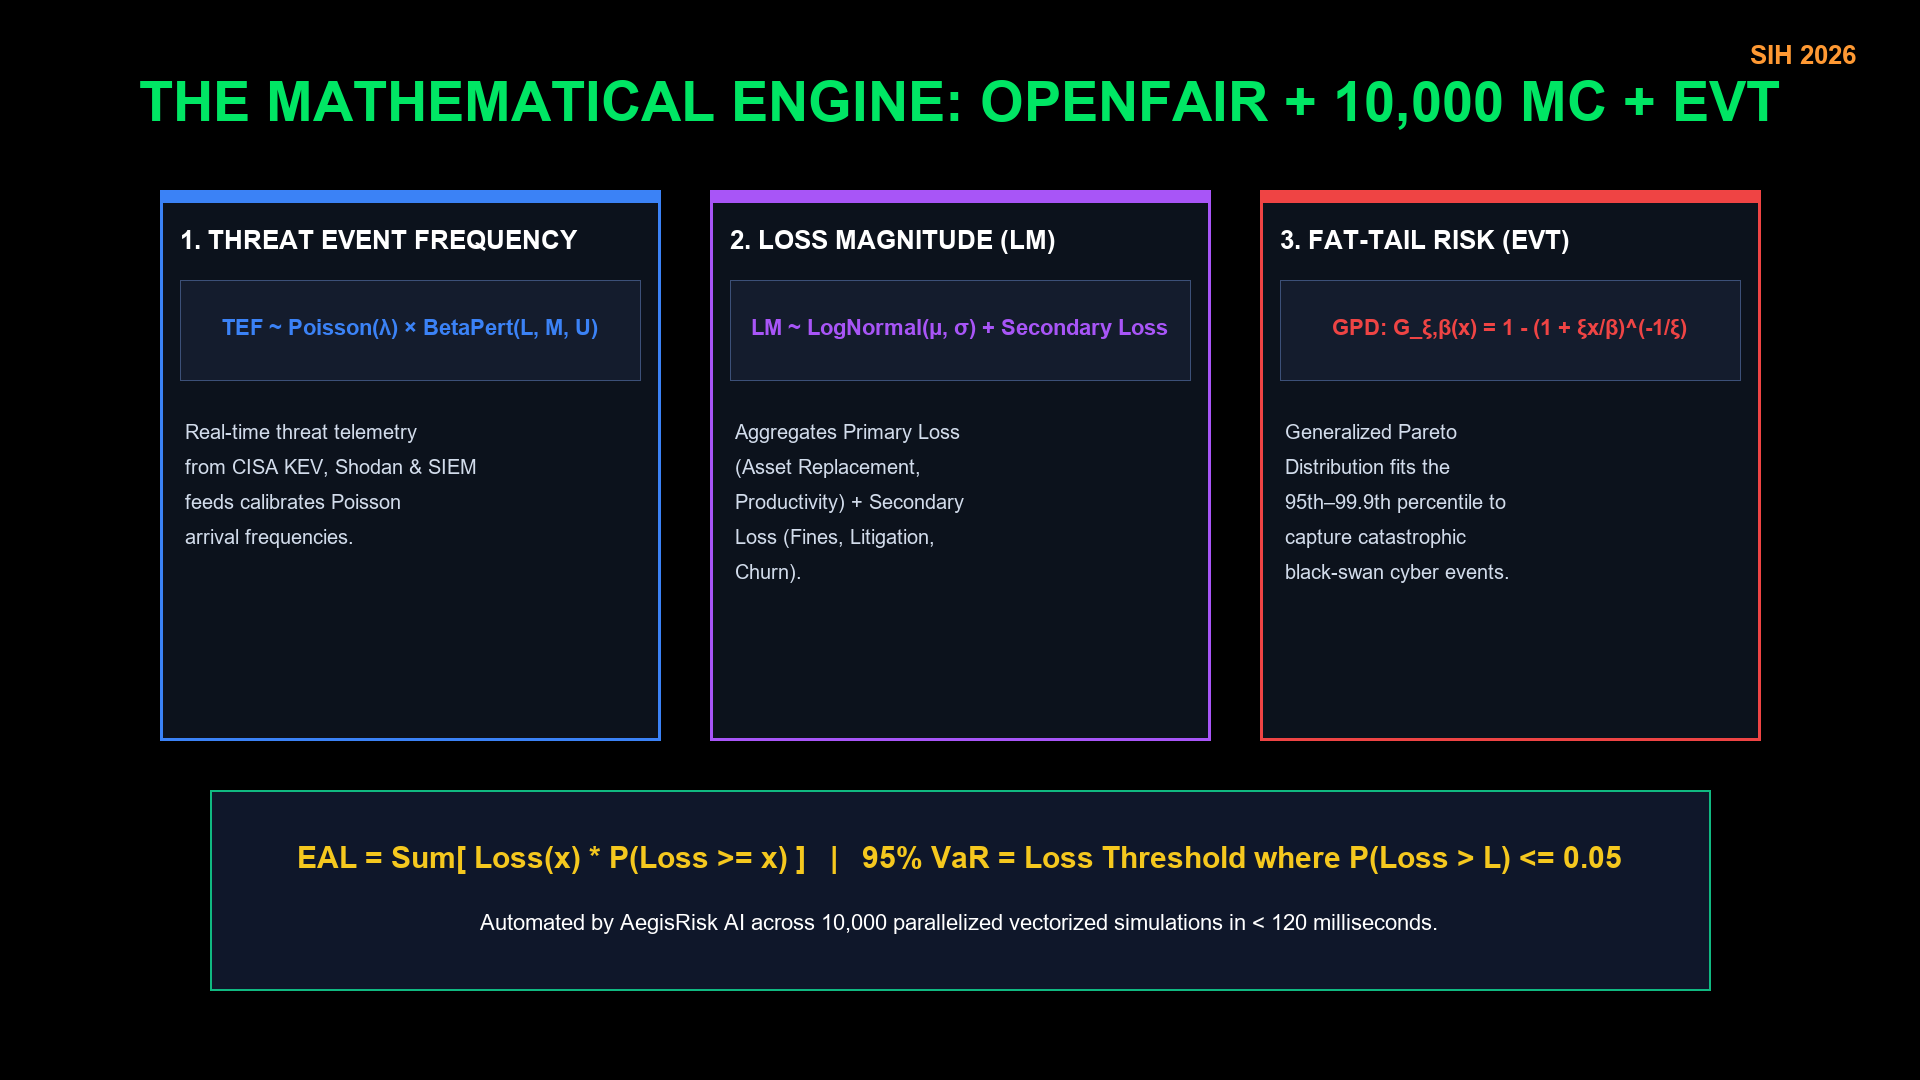 SIH 2026
THE MATHEMATICAL ENGINE: OPENFAIR + 10,000 MC + EVT
1. THREAT EVENT FREQUENCY
TEF ~ Poisson(λ) × BetaPert(L, M, U)
Real-time threat telemetry
from CISA KEV, Shodan & SIEM
feeds calibrates Poisson
arrival frequencies.
2. LOSS MAGNITUDE (LM)
LM ~ LogNormal(μ, σ) + Secondary Loss
Aggregates Primary Loss
(Asset Replacement,
Productivity) + Secondary
Loss (Fines, Litigation,
Churn).
3. FAT-TAIL RISK (EVT)
GPD: G_ξ,β(x) = 1 - (1 + ξx/β)^(-1/ξ)
Generalized Pareto
Distribution fits the
95th–99.9th percentile to
capture catastrophic
black-swan cyber events.
EAL = Sum[ Loss(x) * P(Loss >= x) ] | 95% VaR = Loss Threshold where P(Loss > L) <= 0.05
Automated by AegisRisk AI across 10,000 parallelized vectorized simulations in < 120 milliseconds.